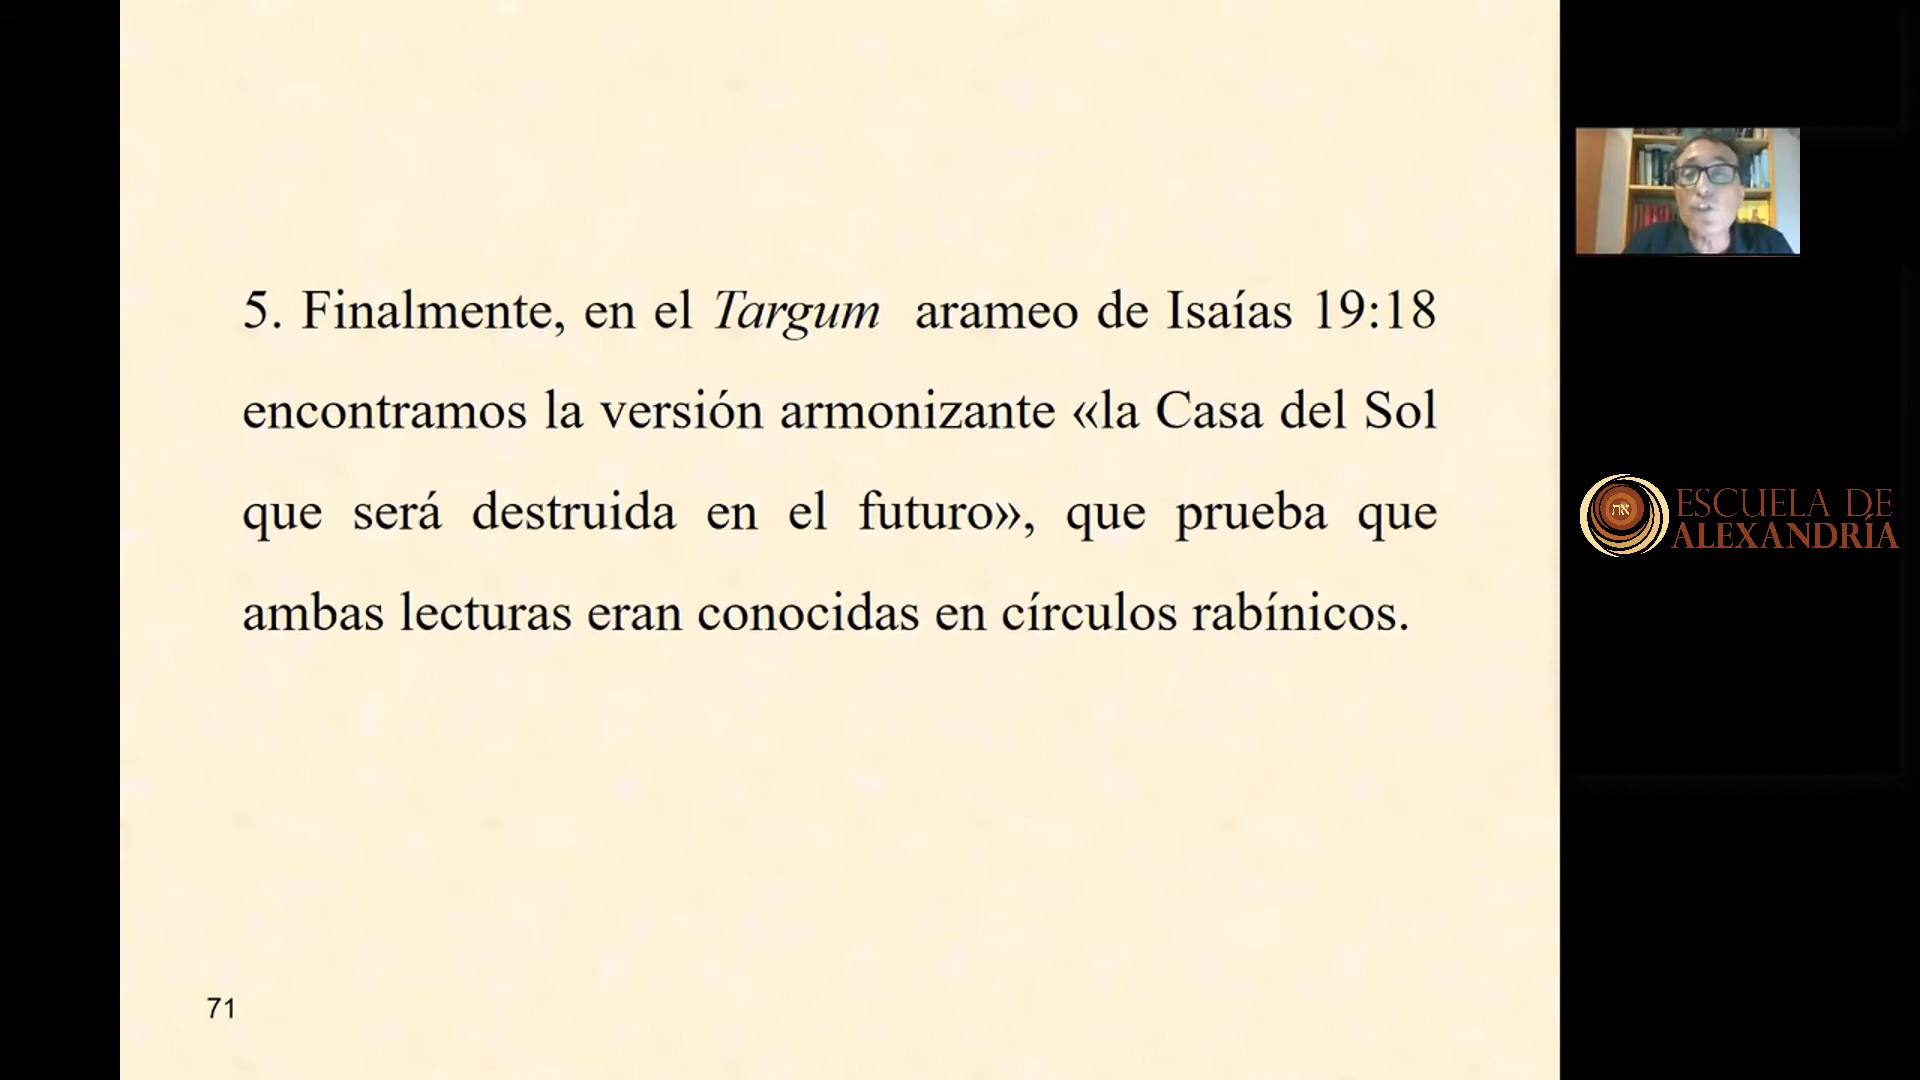 5. Finalmente, en el Targum arameo de Isaías 19:18
encontramos la versión armonizante «la Casa del Sol
que será destruida en el futuro», que prueba que
ambas lecturas eran conocidas en círculos rabínicos.
71
את
ESCUELA DE
ALEXANDRÍA